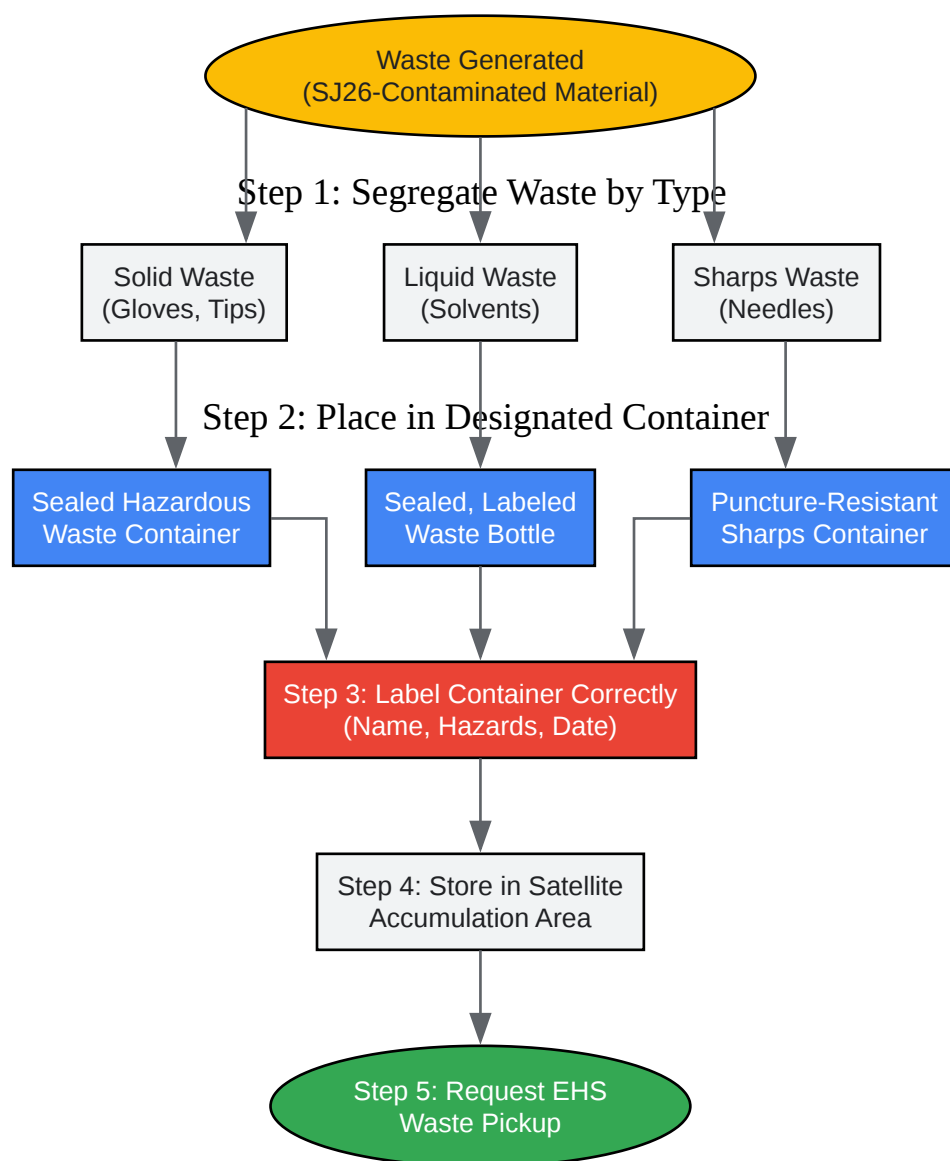 Waste Generated
(SJ26-Contaminated Material)
Step 1: Segregate Waste by Type
Solid Waste
(Gloves, Tips)
Liquid Waste
(Solvents)
Sharps Waste
(Needles)
Step 2: Place in Designated Container
Sealed Hazardous
Waste Container
Sealed, Labeled
Waste Bottle
Puncture-Resistant
Sharps Container
Step 3: Label Container Correctly
(Name, Hazards, Date)
Step 4: Store in Satellite
Accumulation Area
Step 5: Request EHS
Waste Pickup